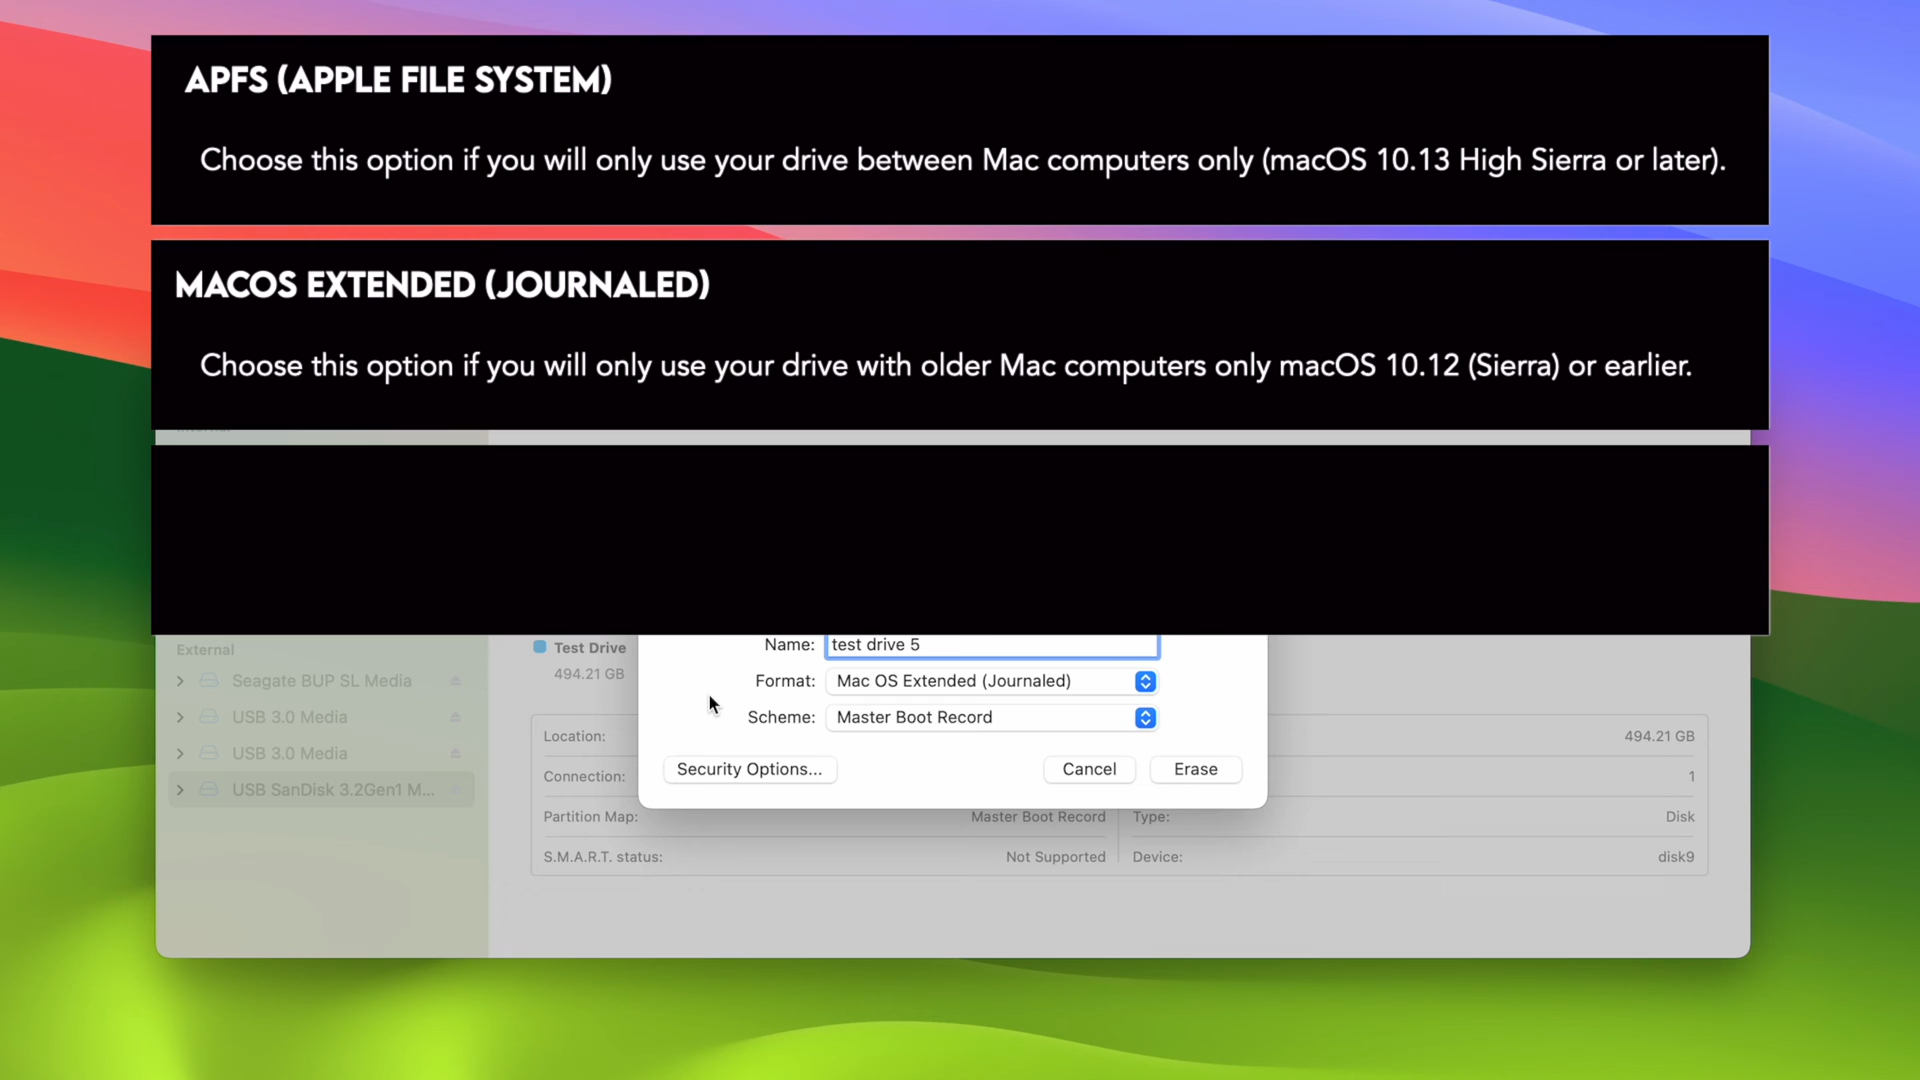 APFS (APPLE FILE SYSTEM)
Choose this option if you will only use your drive between Mac computers only (macOS 10.13 High Sierra or later).
MACOS EXTENDED (JOURNALED)
Choose this option if you will only use your drive with older Mac computers only macOS 10.12 (Sierra) or earlier.
External
Seagate BUP SL Media
USB 3.0 Media
USB 3.0 Media
USB SanDisk 3.2Gen1 M...
Test Drive
494.21 GB
Name: test drive 5
Format: Mac OS Extended (Journaled)
Scheme: Master Boot Record
Security Options... Cancel Erase
Location: 494.21 GB
Connection: 1
Partition Map: Master Boot Record Type: Disk
S.M.A.R.T. status: Not Supported Device: disk9